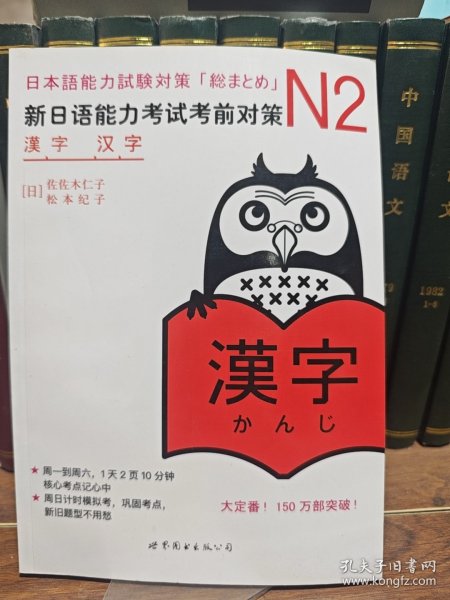 日本語能力試験対策「総まとめ」
N2
新日语能力考试考前对策
漢字 汉字
[日] 佐佐木仁子
松本纪子
漢字
かんじ
★ 周一到周六，1天2页10分钟
核心考点记心中
★ 周日计时模拟考，巩固考点，
新旧题型不用愁
大定番！150万部突破！
世界图书出版公司
中国语文
1982
1-6
79
文
孔夫子旧书网
kongfz.com